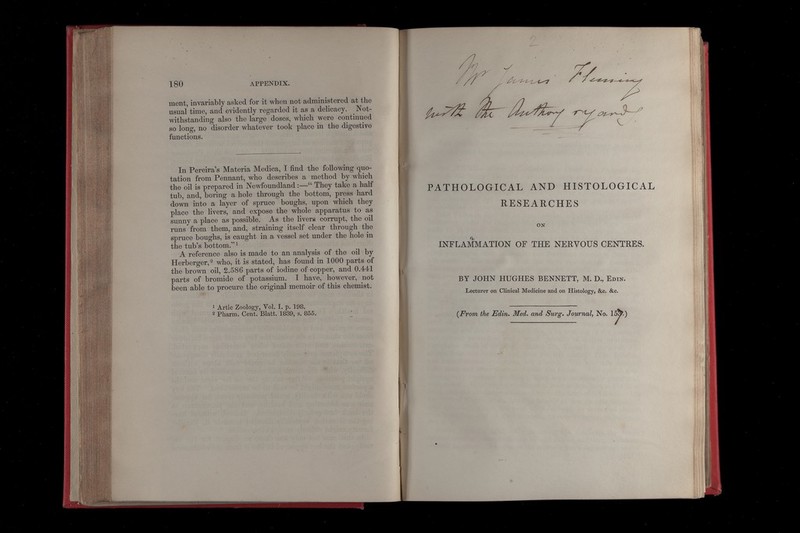 180 APPENDIX.
ment, invariably asked for it when not administered at the
usual time, and evidently regarded it as a delicacy. Not-
withstanding also the large doses, which were continued
so long, no disorder whatever took place in the digestive
functions.
In Pereira's Materia Medica, I find the following quo-
tation from Pennant, who describes a method by which
the oil is prepared in Newfoundland:—" They take a half
tub, and, boring a hole through the bottom, press hard
down into a layer of spruce boughs, upon which they
place the livers, and expose the whole apparatus to as
sunny a place as possible. As the livers corrupt, the oil
runs from them, and, straining itself clear through the
spruce boughs, is caught in a vessel set under the hole in
the tub's bottom."¹
A reference also is made to an analysis of the oil by
Herberger,² who, it is stated, has found in 1000 parts of
the brown oil, 2.586 parts of iodine of copper, and 0.441
parts of bromide of potassium. I have, however, not
been able to procure the original memoir of this chemist.
¹ Artic Zoology, Vol. I. p. 198.
² Pharm. Cent. Blatt. 1839, s. 855.
2
Mr James Fleming
with the Authors regards
PATHOLOGICAL AND HISTOLOGICAL
RESEARCHES
ON
INFLAMMATION OF THE NERVOUS CENTRES.
BY JOHN HUGHES BENNETT, M. D., EDIN.
Lecturer on Clinical Medicine and on Histology, &c. &c.
(From the Edin. Med. and Surg. Journal, No. 157.)